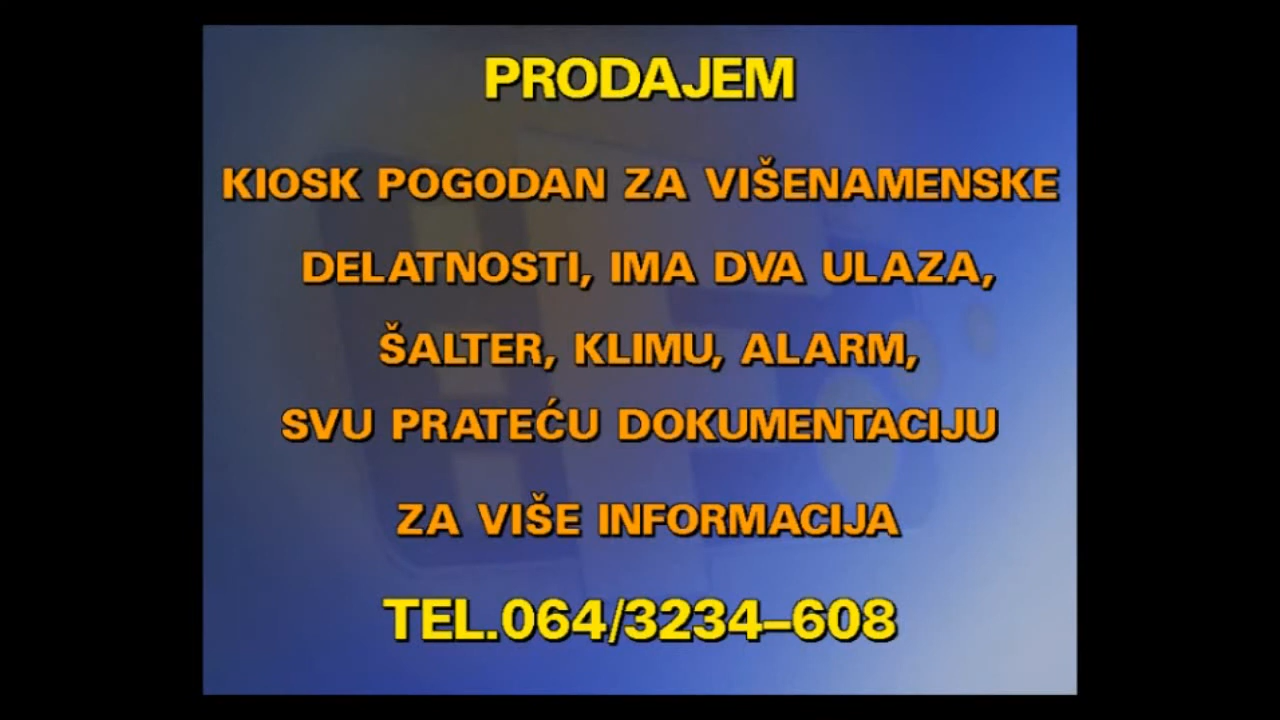 PRODAJEM
KIOSK POGODAN ZA VIŠENAMENSKE
DELATNOSTI, IMA DVA ULAZA,
ŠALTER, KLIMU, ALARM,
SVU PRATEĆU DOKUMENTACIJU
ZA VIŠE INFORMACIJA
TEL.064/3234–608